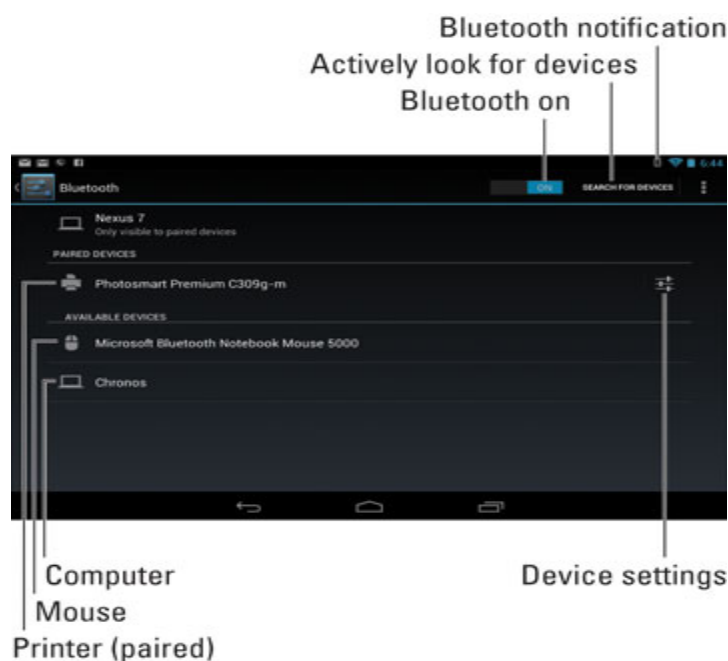 Bluetooth notification
Actively look for devices
Bluetooth on
6:44
Bluetooth
ON
SEARCH FOR DEVICES
Nexus 7
Only visible to paired devices
PAIRED DEVICES
Photosmart Premium C309g-m
AVAILABLE DEVICES
Microsoft Bluetooth Notebook Mouse 5000
Chronos
Computer
Device settings
Mouse
Printer (paired)